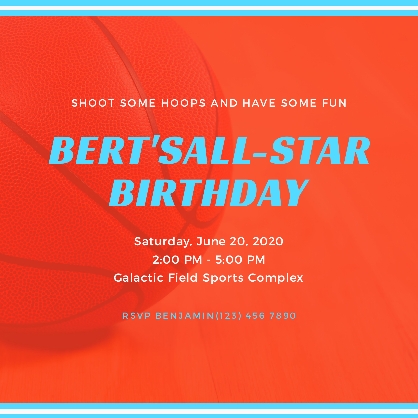 SHOOT SOME HOOPS AND HAVE SOME FUN
BERT'SALL-STAR
BIRTHDAY
Saturday, June 20, 2020
2:00 PM - 5:00 PM
Galactic Field Sports Complex
RSVP BENJAMIN(123) 456 7890